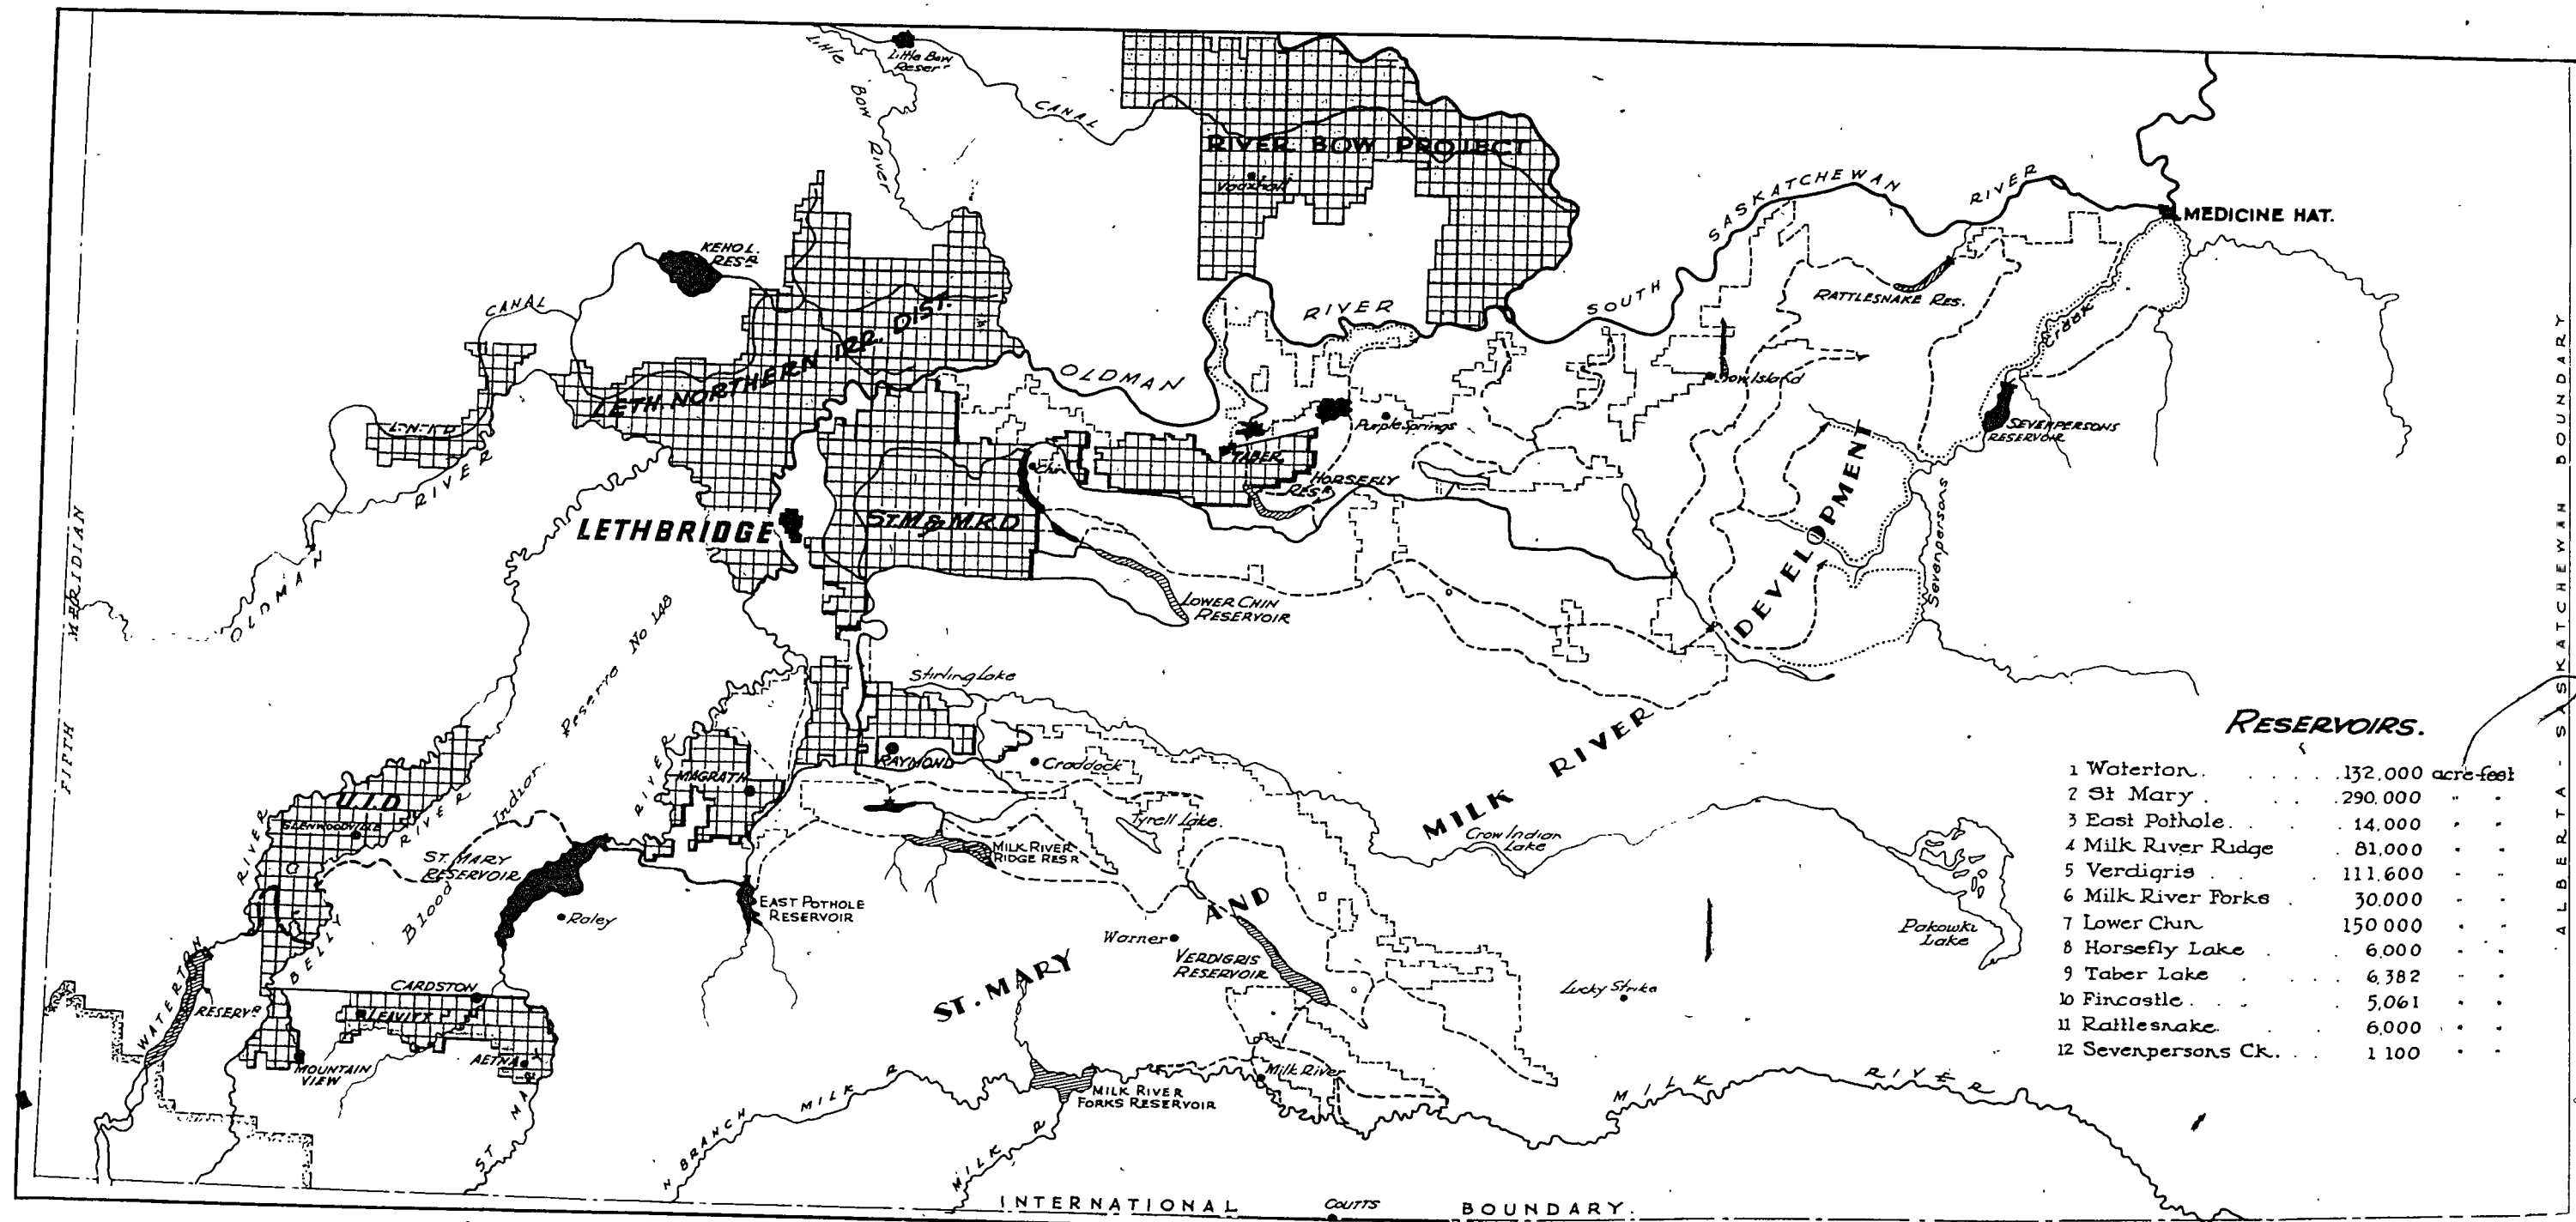 Little
Bow
River
Little Bow
Reser
CANAL
RIVER BOW PROJECT
Vauxhall
SOUTH
SASKATCHEWAN
RIVER
MEDICINE HAT.
KEHO L.
RESR
CANAL
LETH. NORTHERN IRR. DIST.
L.N.I.D
RIVER
OLDMAN
OLDMAN
RIVER
RATTLESNAKE RES.
Bow Island
Creek
SEVENPERSONS
RESERVOIR
Sevenpersons
Purple Springs
TABER
HORSEFLY
RESR
Chin
LETHBRIDGE
St.M & M.R.D
LOWER CHIN
RESERVOIR
FIFTH MERIDIAN
Blood Indian Reserve No 148
Stirling Lake
RAYMOND
Craddock
MAGRATH
RIVER
U.I.D
GLENWOODVILLE
RIVER
RIVER
BELLY
ST. MARY
RESERVOIR
Raley
EAST POTHOLE
RESERVOIR
MILK RIVER
RIDGE RESR
Tyrell Lake
Warner
VERDIGRIS
RESERVOIR
ST. MARY AND MILK RIVER DEVELOPMENT
Crow Indian
Lake
Pakowki
Lake
Lucky Strike
WATERTON
RESERVR
CARDSTON
LEAVITT
AETNA
MOUNTAIN
VIEW
ST MARY
N BRANCH MILK R
MILK R
MILK RIVER
FORKS RESERVOIR
Milk River
MILK RIVER
INTERNATIONAL BOUNDARY.
COUTTS
ALBERTA - SASKATCHEWAN BOUNDARY
RESERVOIRS.
1 Waterton . . . . . 132,000 acre-feet
2 St Mary . . . . 290,000 " "
3 East Pothole . . . 14,000 " "
4 Milk River Ridge . 81,000 " "
5 Verdigris . . . 111,600 " "
6 Milk River Forks . 30,000 " "
7 Lower Chin 150 000 " "
8 Horsefly Lake . . 6,000 " "
9 Taber Lake . . . 6,382 " "
10 Fincastle . . . 5,061 " "
11 Rattlesnake . . . 6,000 " "
12 Sevenpersons Ck. . . 1 100 " "